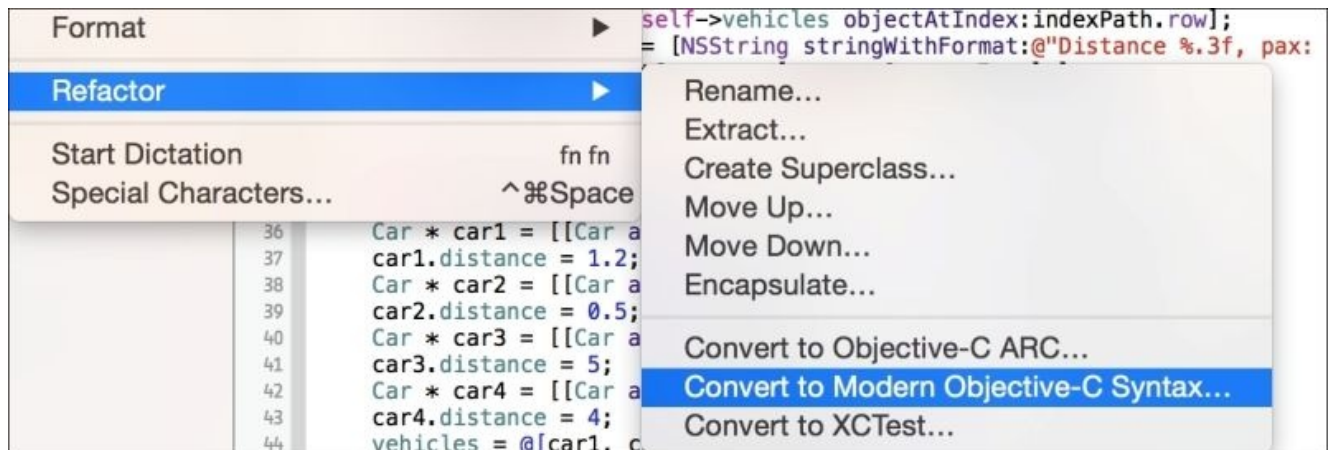 Format ▶
self->vehicles objectAtIndex:indexPath.row];
= [NSString stringWithFormat:@"Distance %.3f, pax:
Refactor ▶
Start Dictation fn fn
Special Characters... ^⌘Space
Rename...
Extract...
Create Superclass...
Move Up...
Move Down...
Encapsulate...
Convert to Objective-C ARC...
Convert to Modern Objective-C Syntax...
Convert to XCTest...
36 Car * car1 = [[Car a
37 car1.distance = 1.2;
38 Car * car2 = [[Car a
39 car2.distance = 0.5;
40 Car * car3 = [[Car a
41 car3.distance = 5;
42 Car * car4 = [[Car a
43 car4.distance = 4;
44 vehicles = @[car1, c